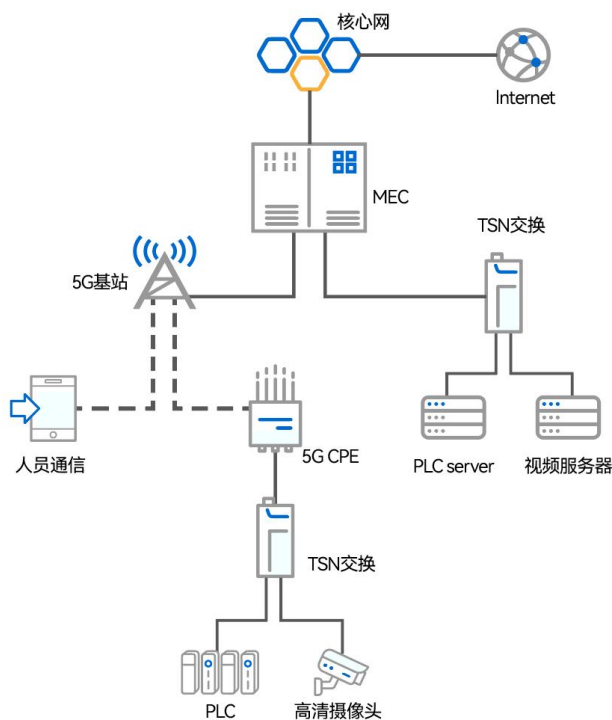 核心网
Internet
MEC
TSN交换
5G基站
人员通信
5G CPE
PLC server
视频服务器
TSN交换
PLC
高清摄像头